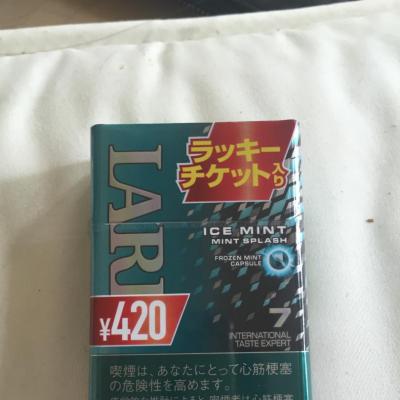 ラッキー
チケット入り
LARK
ICE MINT
MINT SPLASH
FROZEN MINT
CAPSULE
¥420
7
INTERNATIONAL
TASTE EXPERT
喫煙は、あなたにとって心筋梗塞
の危険性を高めます。